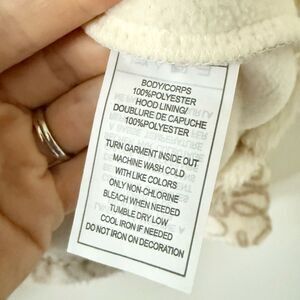 BODY/CORPS
100%POLYESTER
HOOD LINING/
DOUBLURE DE CAPUCHE
100%POLYESTER
TURN GARMENT INSIDE OUT
MACHINE WASH COLD
WITH LIKE COLORS
ONLY NON-CHLORINE
BLEACH WHEN NEEDED
TUMBLE DRY LOW
COOL IRON IF NEEDED
DO NOT IRON ON DECORATION